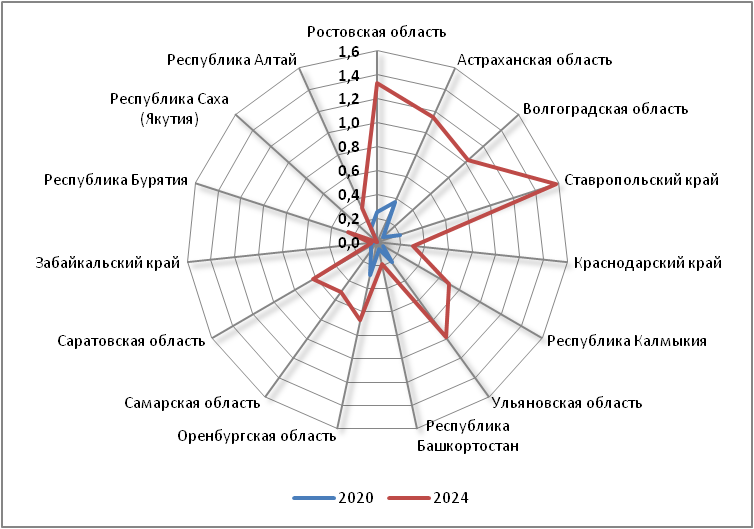 Ростовская область
Республика Алтай
Астраханская область
Республика Саха
(Якутия)
Волгоградская область
Республика Бурятия
Ставропольский край
Забайкальский край
Краснодарский край
Саратовская область
Республика Калмыкия
Самарская область
Ульяновская область
Оренбургская область
Республика
Башкортостан
1,6
1,4
1,2
1,0
0,8
0,6
0,4
0,2
0,0
2020
2024